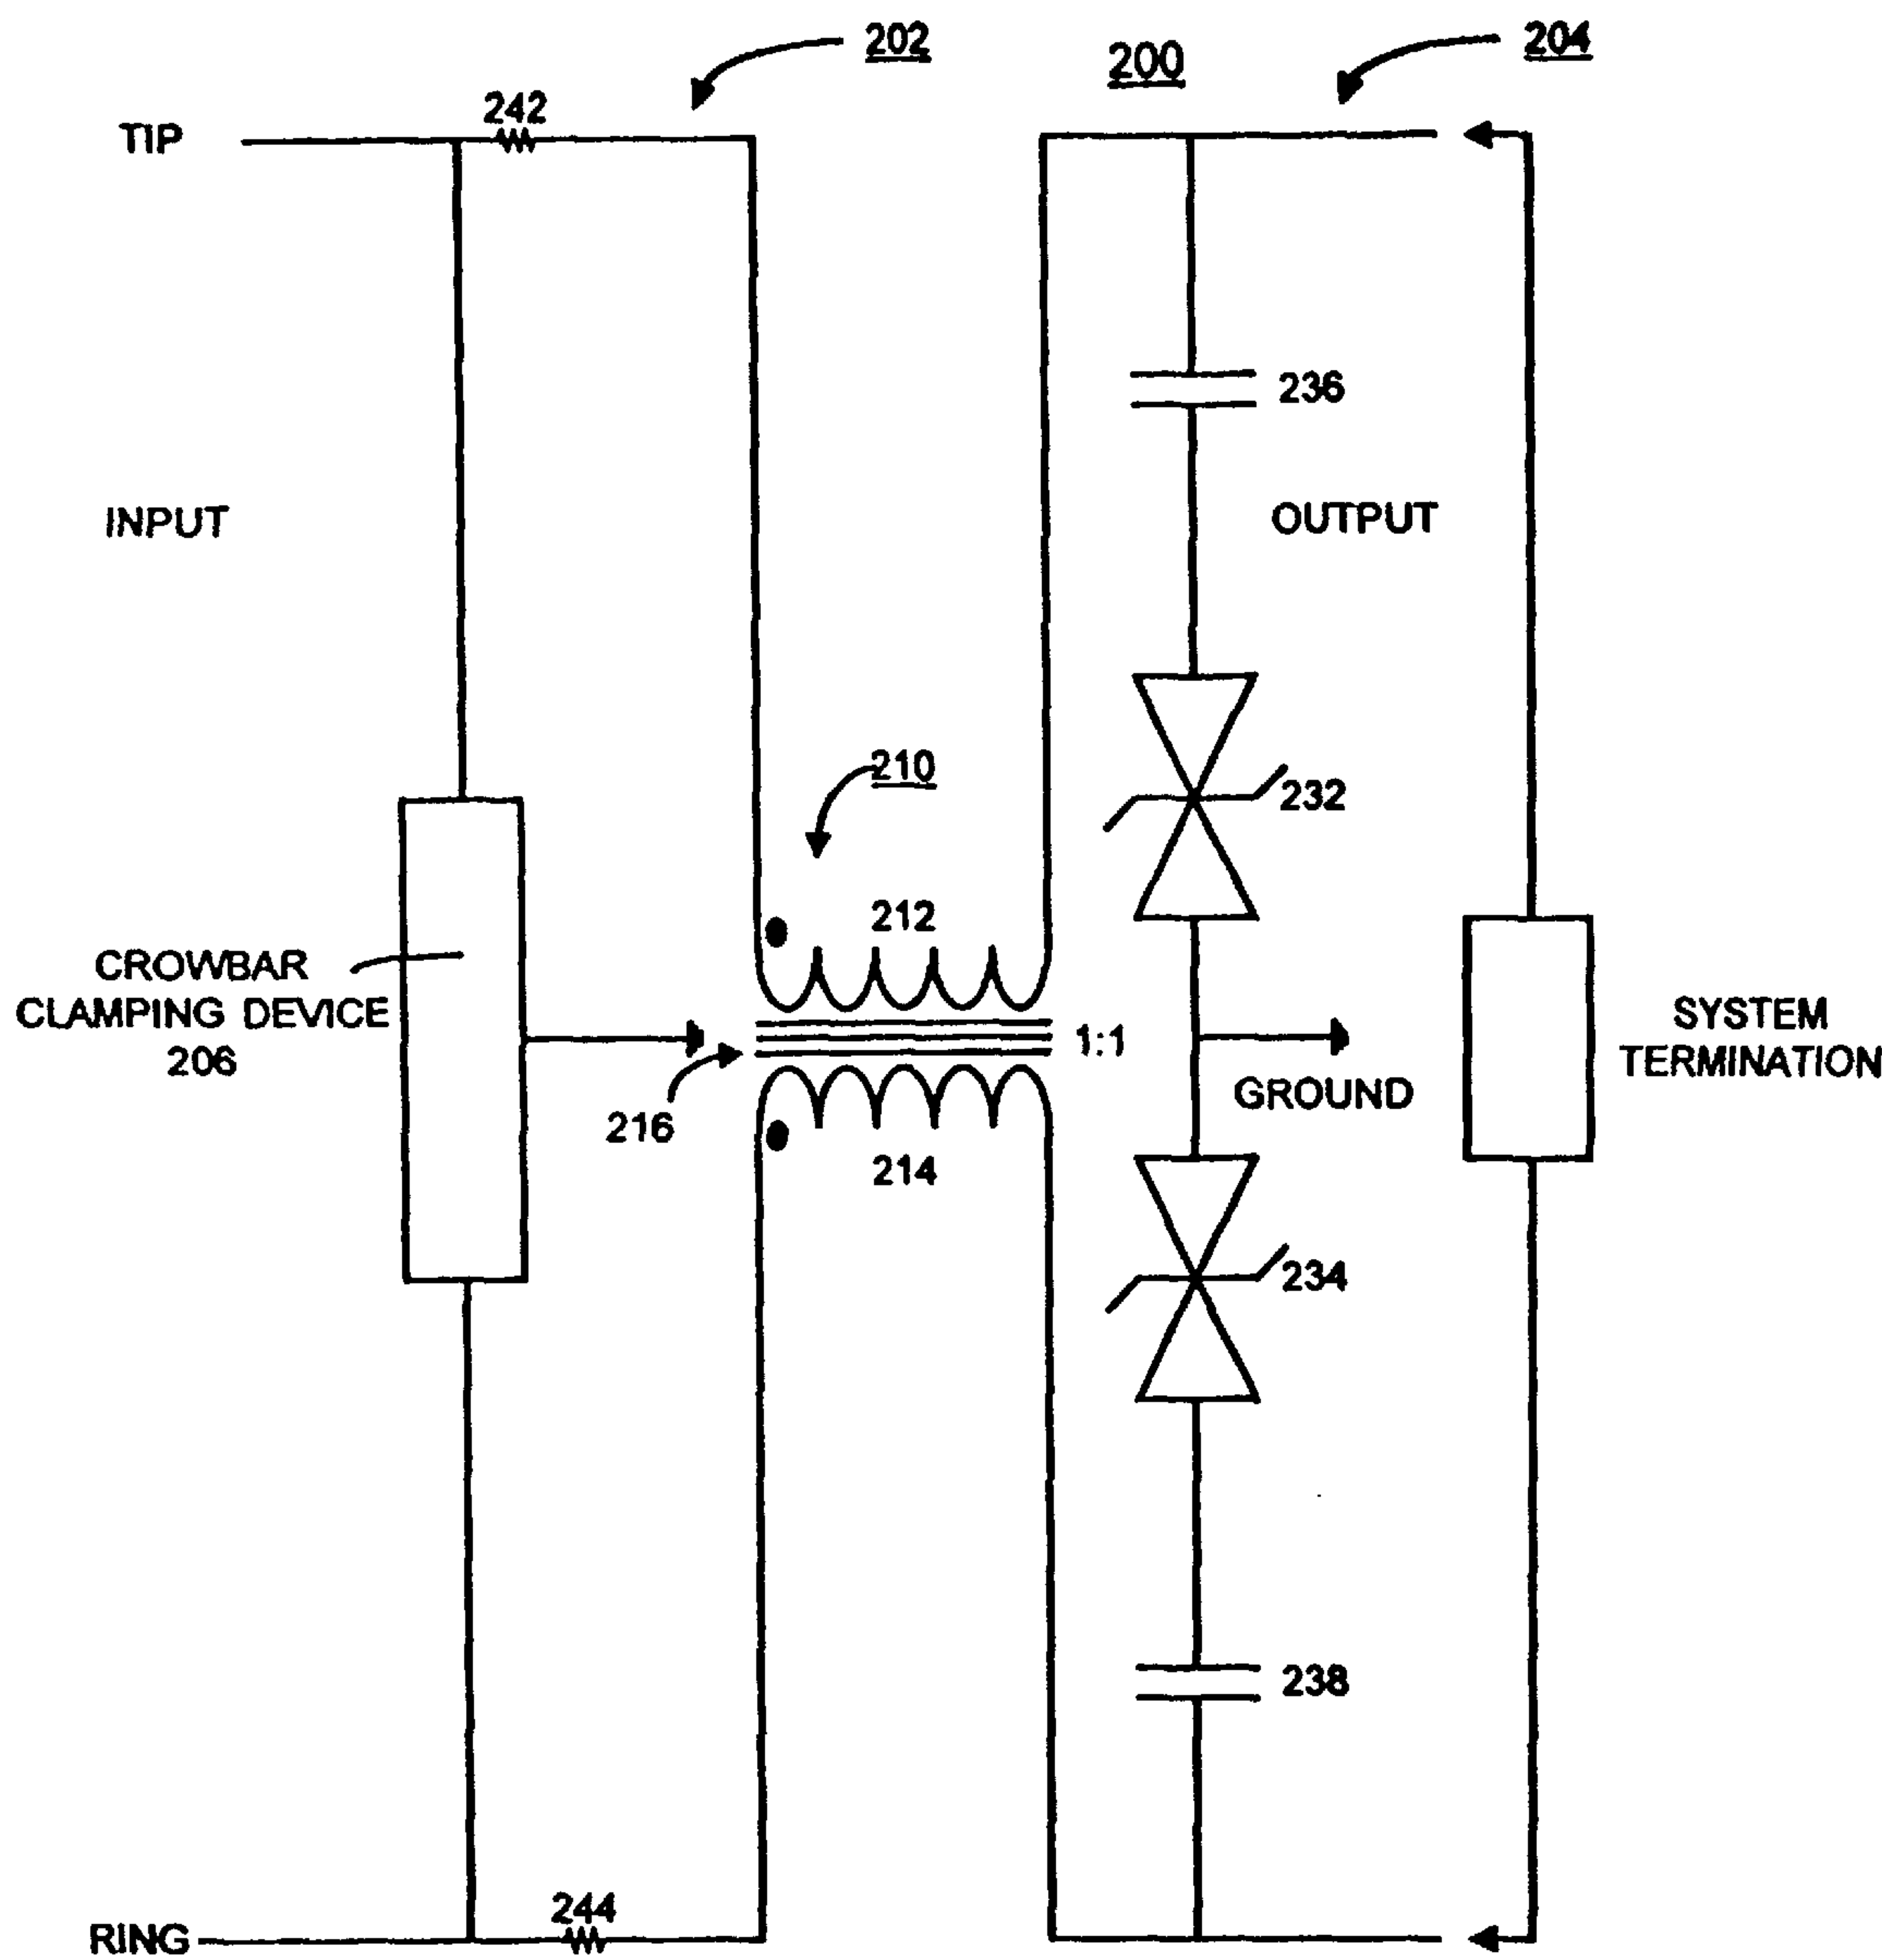 202
200
204
242
TIP
236
INPUT
OUTPUT
210
232
212
CROWBAR
CLAMPING DEVICE
206
1:1
SYSTEM
TERMINATION
GROUND
216
214
234
238
244
RING